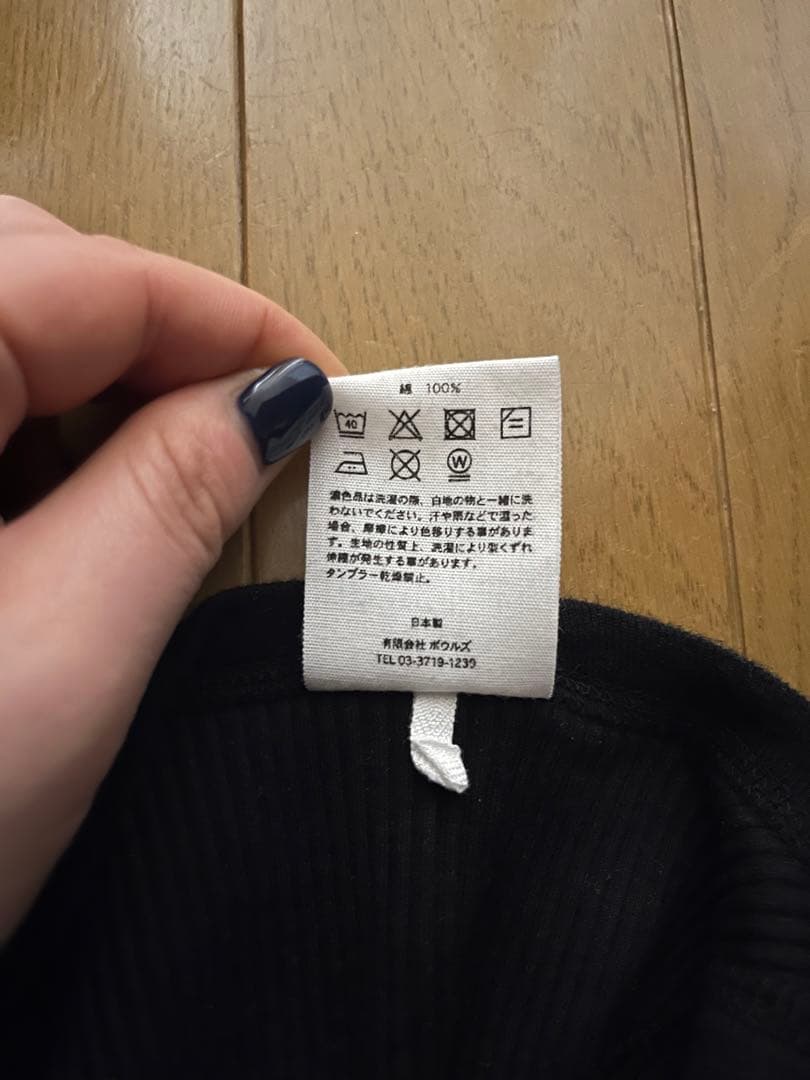 綿 100%
40
W
濃色品は洗濯の際、白地の物と一緒に洗
わないでください。汗や雨などで湿った
場合、摩擦により色移りする事がありま
す。生地の性質上、洗濯により型くずれ
伸縮が発生する事があります。
タンブラー乾燥禁止。
日本製
有限会社 ボウルズ
TEL 03-3719-1239